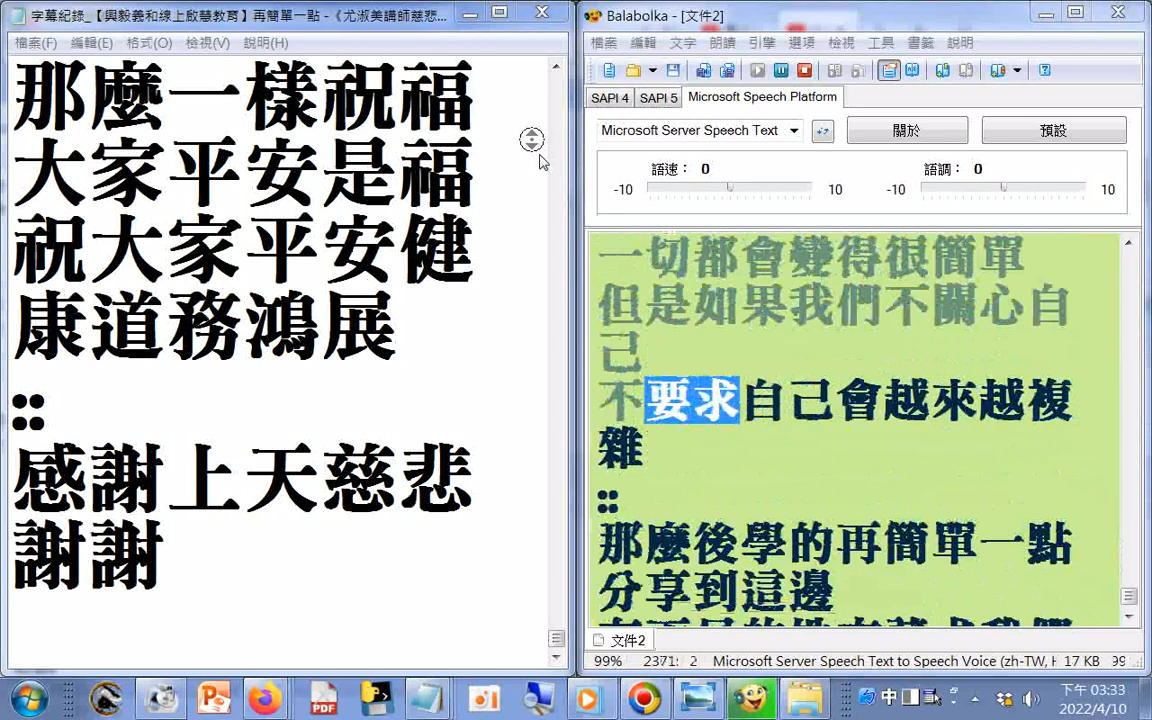 字幕紀錄_【興毅義和線上啟慧教育】再簡單一點 - 《尤淑美講師慈悲...
檔案(F) 編輯(E) 格式(O) 檢視(V) 說明(H)
那麼一樣祝福
大家平安是福
祝大家平安健
康道務鴻展
::
感謝上天慈悲
謝謝
Balabolka - [文件2]
檔案 編輯 文字 朗讀 引擎 選項 檢視 工具 書籤 說明
SAPI 4 SAPI 5 Microsoft Speech Platform
Microsoft Server Speech Text 關於 預設
語速： 0 語調： 0
-10 10 -10 10
一切都會變得很簡單
但是如果我們不關心自
己
不要求自己會越來越複
雜
::
那麼後學的再簡單一點
分享到這邊
文件2
99% 2371: 2 Microsoft Server Speech Text to Speech Voice (zh-TW, H 17 KB 99
PDF 中 下午 03:33
2022/4/10